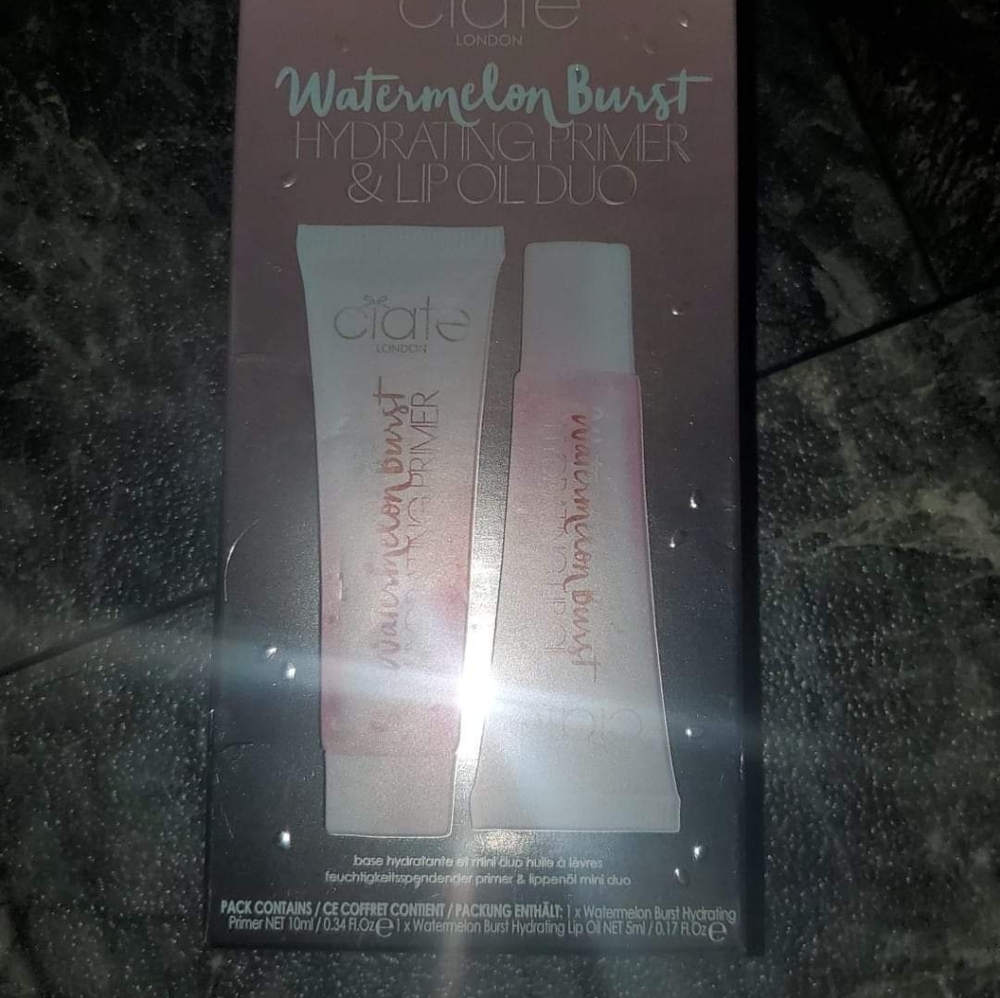 ciaté
LONDON
Watermelon Burst
HYDRATING PRIMER
& LIP OIL DUO
ciaté
LONDON
watermelon burst
PRIMER
watermelon burst
base hydratante et mini duo huile à lèvres
feuchtigkeitsspendender primer & lippenöl mini duo
PACK CONTAINS / CE COFFRET CONTIENT / PACKUNG ENTHÄLT: 1 x Watermelon Burst Hydrating
Primer NET 10ml / 0.34 Fl.Oz e 1 x Watermelon Burst Hydrating Lip Oil NET 5ml / 0.17 Fl.Oz e